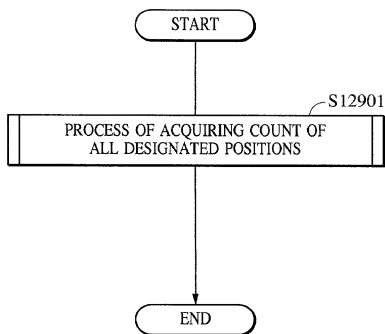 START
S12901
PROCESS OF ACQUIRING COUNT OF
ALL DESIGNATED POSITIONS
END